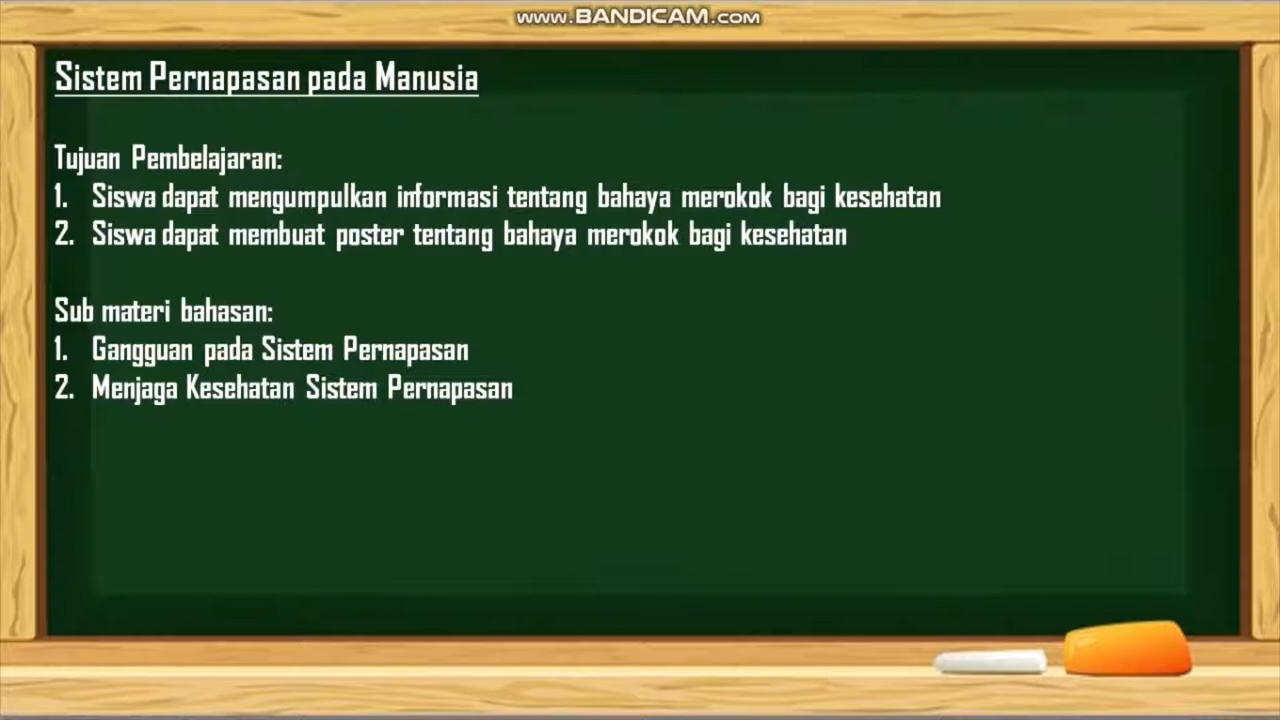 www.BANDICAM.com
Sistem Pernapasan pada Manusia
Tujuan Pembelajaran:
1. Siswa dapat mengumpulkan informasi tentang bahaya merokok bagi kesehatan
2. Siswa dapat membuat poster tentang bahaya merokok bagi kesehatan
Sub materi bahasan:
1. Gangguan pada Sistem Pernapasan
2. Menjaga Kesehatan Sistem Pernapasan